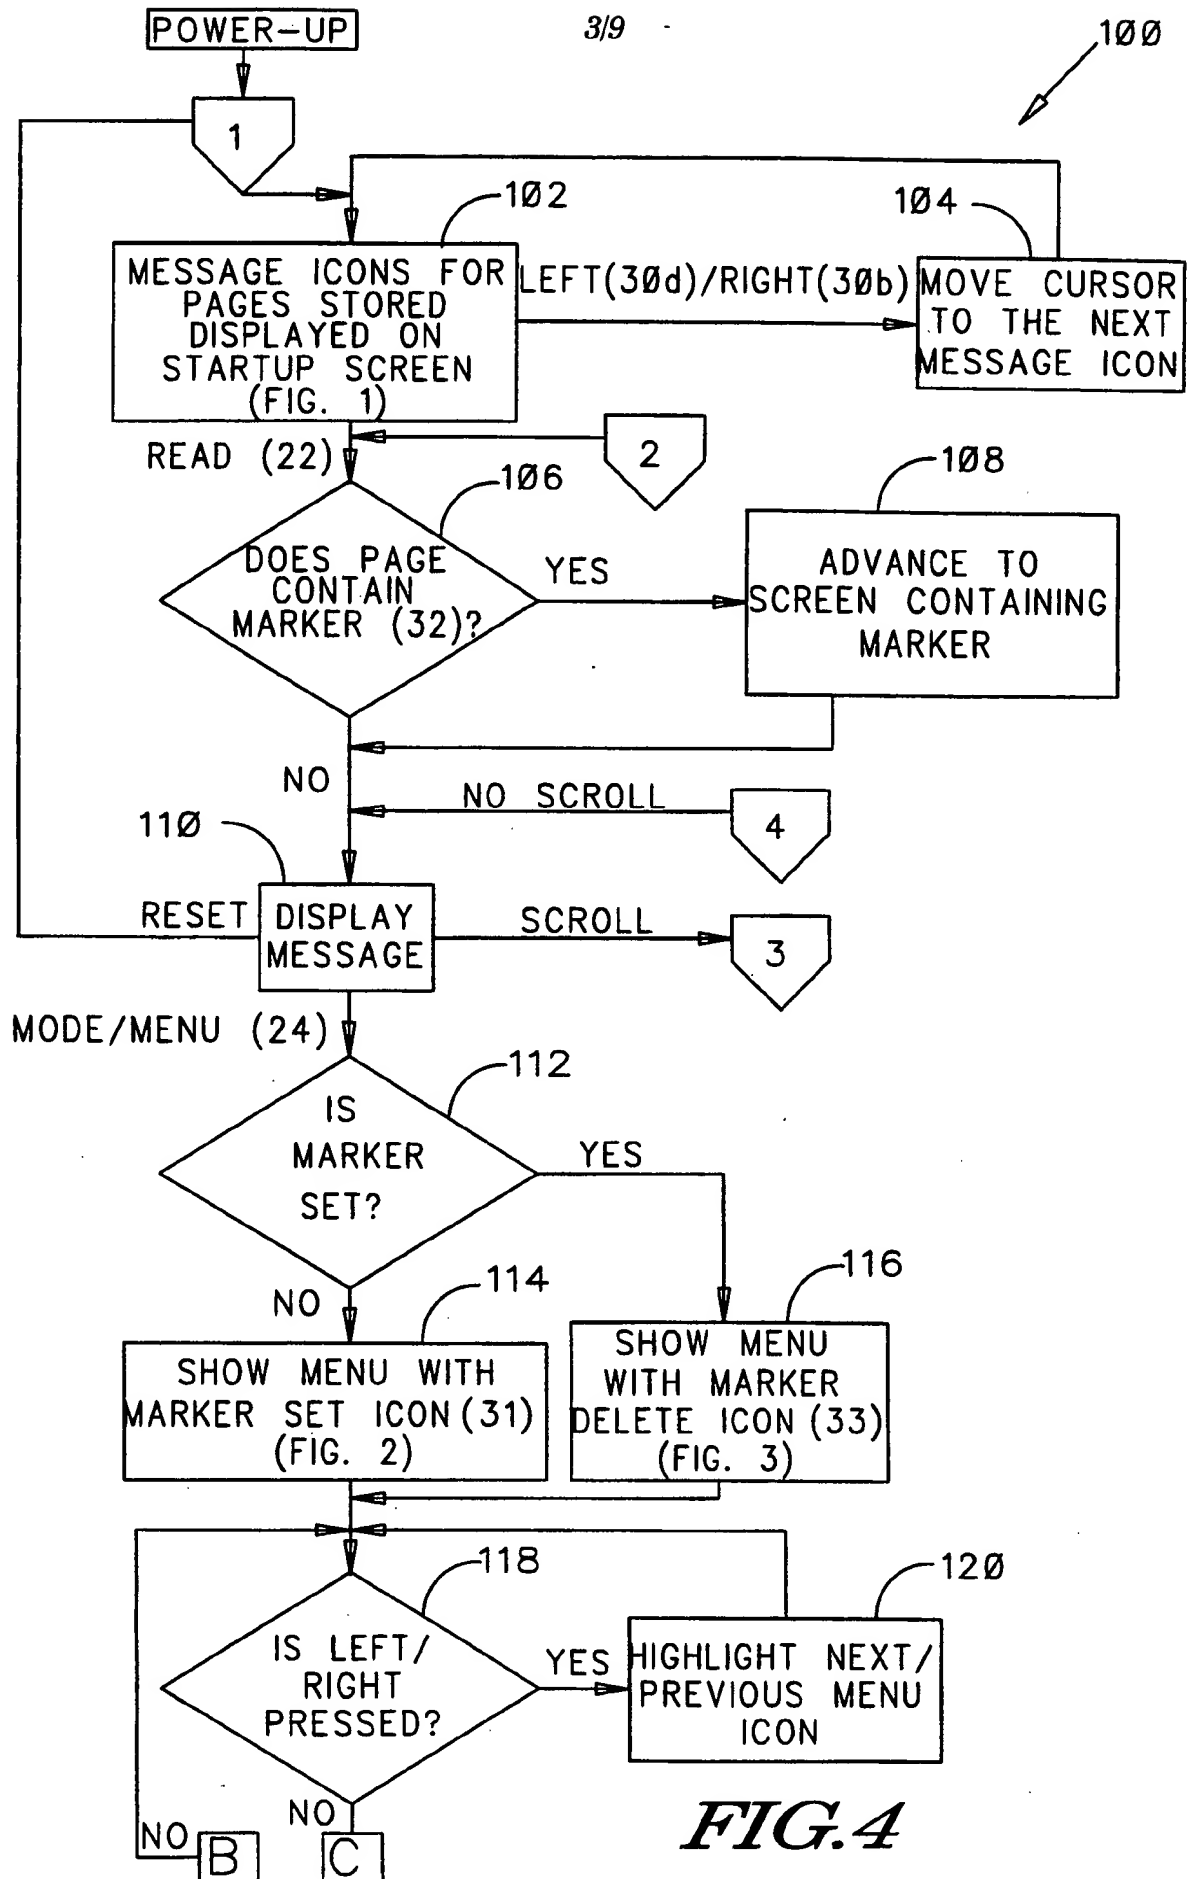 POWER-UP
3/9
100
1
102
104
MESSAGE ICONS FOR
PAGES STORED
DISPLAYED ON
STARTUP SCREEN
(FIG. 1)
LEFT(30d)/RIGHT(30b)
MOVE CURSOR
TO THE NEXT
MESSAGE ICON
READ (22)
2
106
108
DOES PAGE
CONTAIN
MARKER (32)?
YES
ADVANCE TO
SCREEN CONTAINING
MARKER
NO
NO SCROLL
4
110
RESET
DISPLAY
MESSAGE
SCROLL
3
MODE/MENU (24)
112
IS
MARKER
SET?
YES
NO
114
116
SHOW MENU WITH
MARKER SET ICON (31)
(FIG. 2)
SHOW MENU
WITH MARKER
DELETE ICON (33)
(FIG. 3)
118
120
IS LEFT/
RIGHT
PRESSED?
YES
HIGHLIGHT NEXT/
PREVIOUS MENU
ICON
NO
NO
B
C
FIG.4